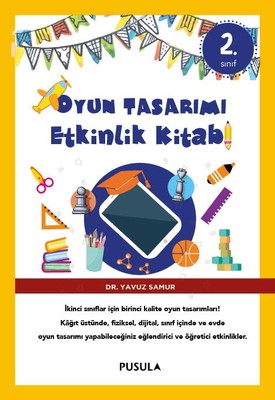 2.
sınıf
OYUN TASARIMI
Etkinlik Kitabı
DR. YAVUZ SAMUR
İkinci sınıflar için birinci kalite oyun tasarımları!
Kâğıt üstünde, fiziksel, dijital, sınıf içinde ve evde
oyun tasarımı yapabileceğiniz eğlendirici ve öğretici etkinlikler.
PUSULA